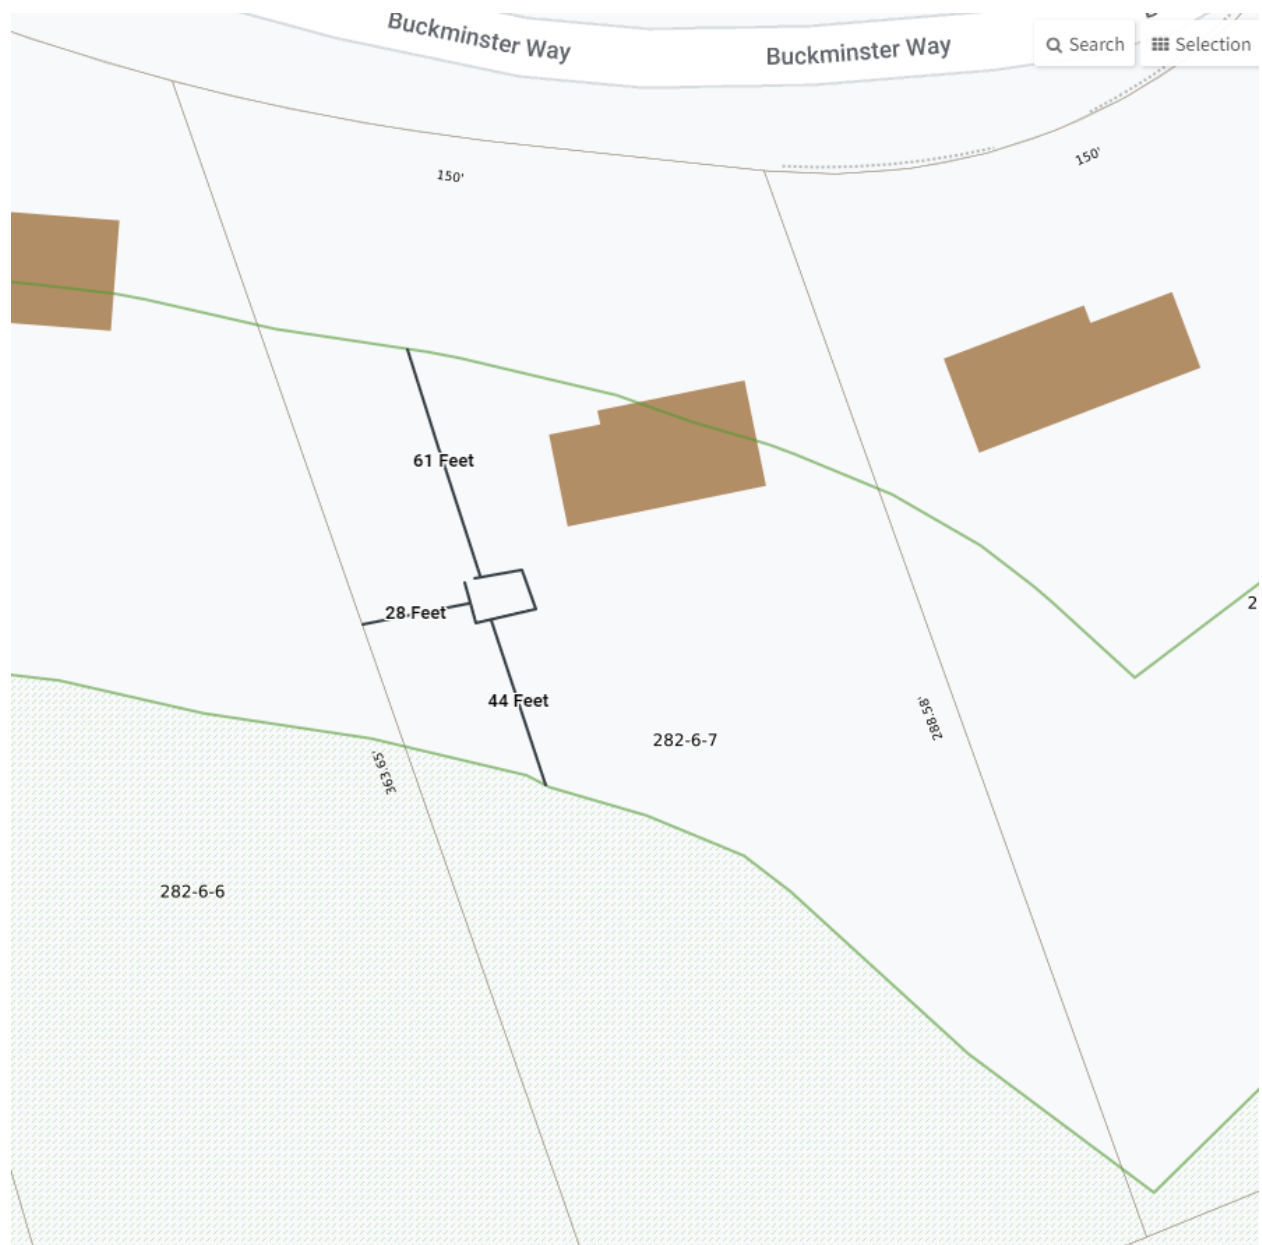 Buckminster Way
Buckminster Way
Search
Selection
150'
150'
61 Feet
28 Feet
2
44 Feet
288.58'
282-6-7
363.65'
282-6-6